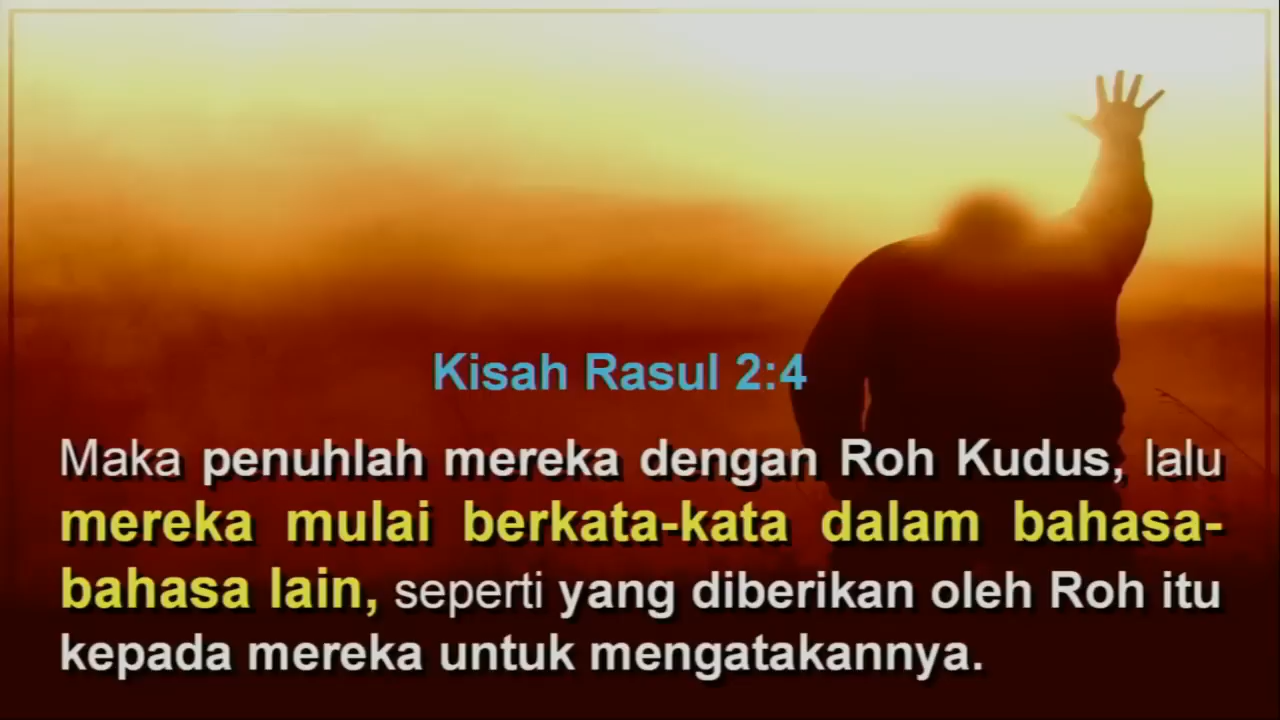 Kisah Rasul 2:4
Maka penuhlah mereka dengan Roh Kudus, lalu
mereka mulai berkata-kata dalam bahasa-
bahasa lain, seperti yang diberikan oleh Roh itu
kepada mereka untuk mengatakannya.